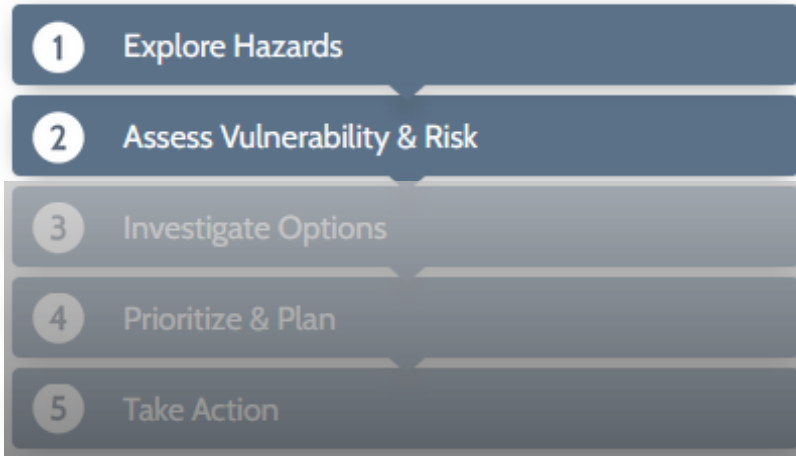 1 Explore Hazards
2 Assess Vulnerability & Risk
3 Investigate Options
4 Prioritize & Plan
5 Take Action